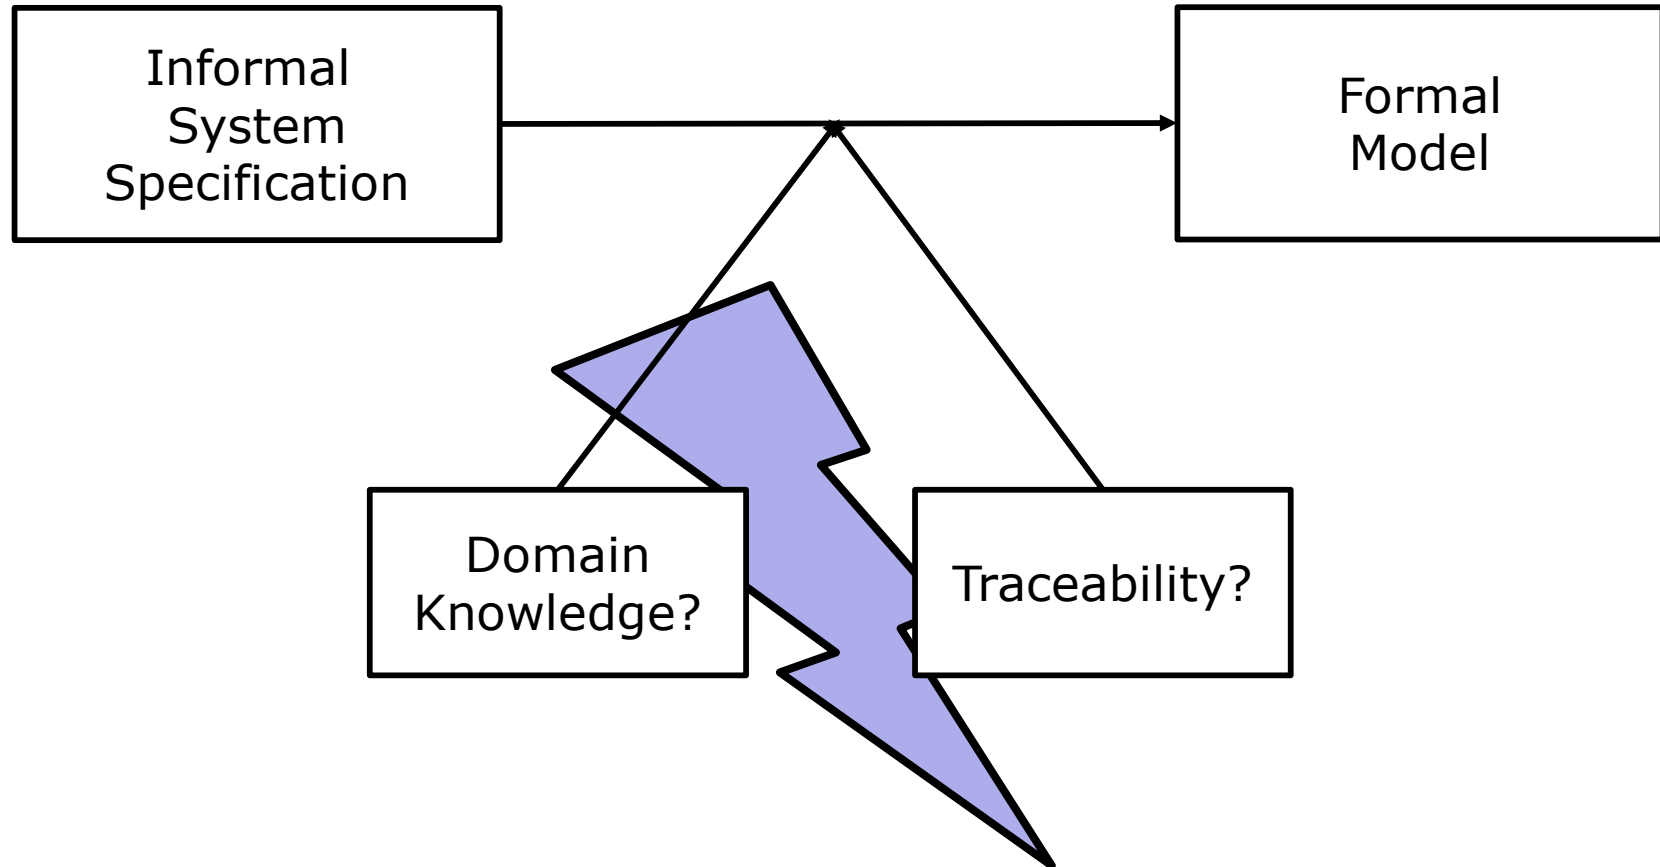 Informal
System
Specification
Formal
Model
Domain
Knowledge?
Traceability?